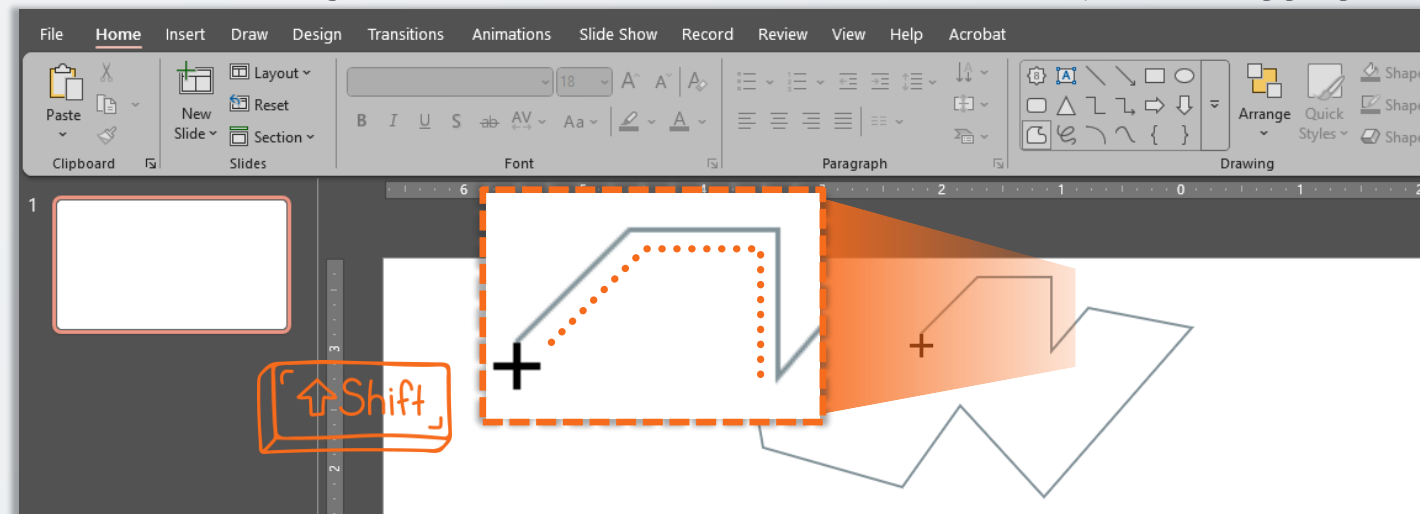 File Home Insert Draw Design Transitions Animations Slide Show Record Review View Help Acrobat
Paste
New
Slide
Layout
Reset
Section
18
A A A
B I U S ab AV Aa A
A
Arrange
Quick
Styles
Shape
Shape
Shape
Clipboard Slides Font Paragraph Drawing
6 2 1 0 1 2
1
3
2
Shift